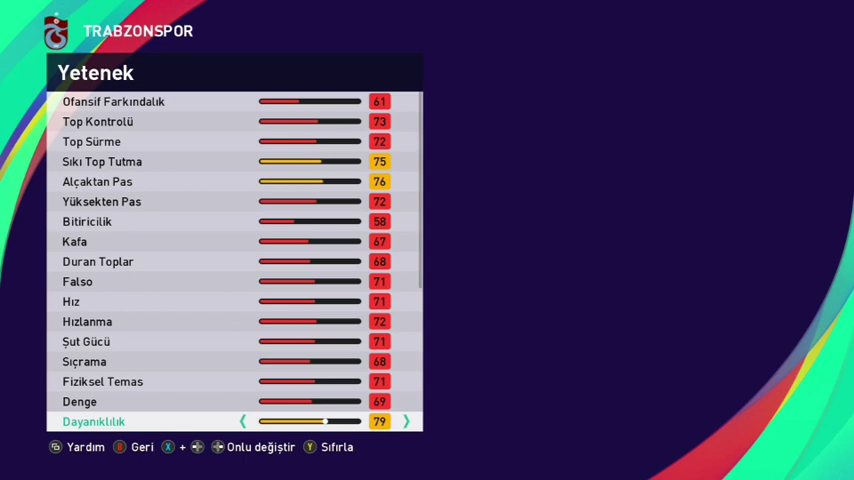 TRABZONSPOR
Yetenek
Ofansif Farkındalık 61
Top Kontrolü 73
Top Sürme 72
Sıkı Top Tutma 75
Alçaktan Pas 76
Yüksekten Pas 72
Bitiricilik 58
Kafa 67
Duran Toplar 68
Falso 71
Hız 71
Hızlanma 72
Şut Gücü 71
Sıçrama 68
Fiziksel Temas 71
Denge 69
Dayanıklılık 79
Yardım B Geri X + Onlu değiştir Y Sıfırla